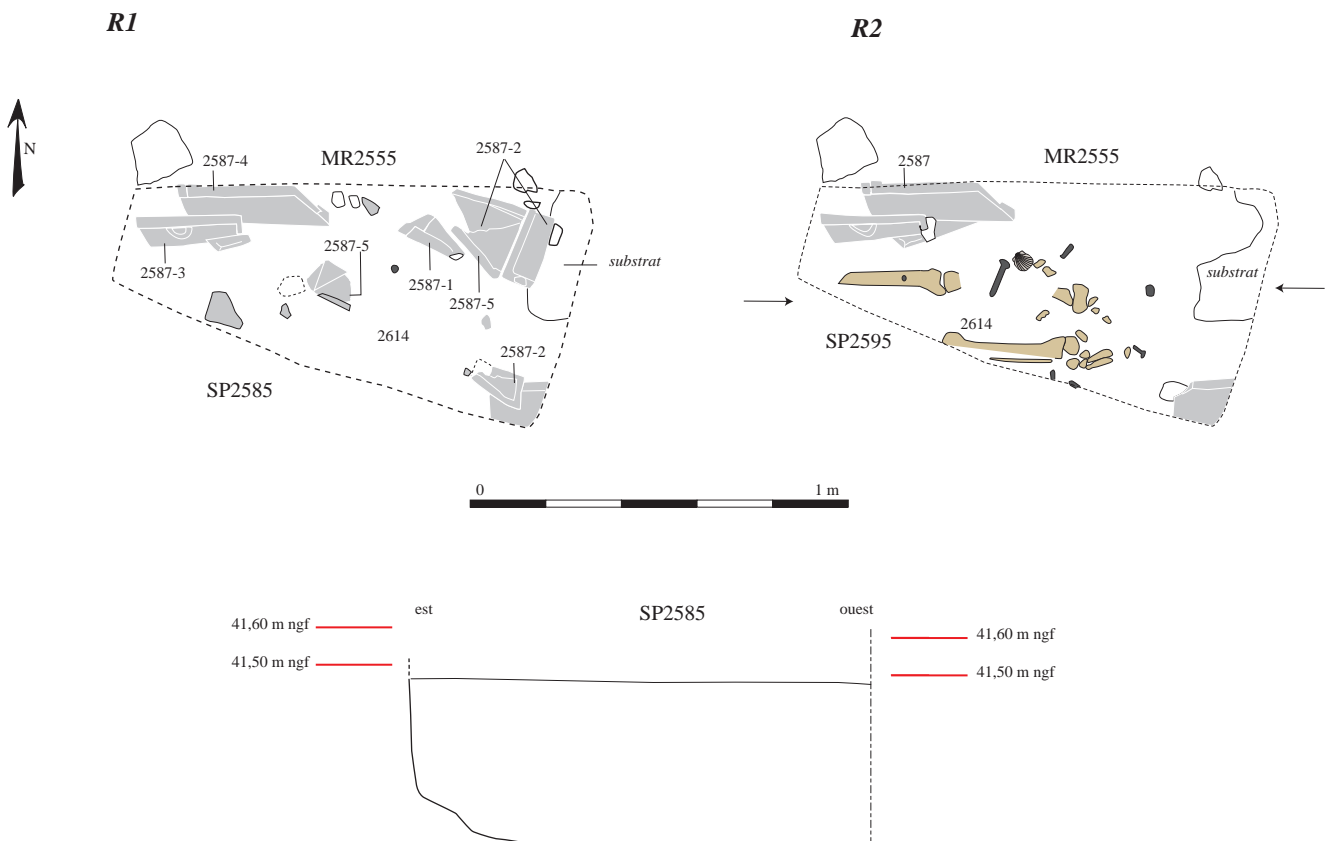 R1
R2
N
2587-4
MR2555
2587-2
2587-3
2587-5
2587-1
2587-5
substrat
2614
2587-2
SP2585
2587
MR2555
substrat
2614
SP2595
0
1 m
est
SP2585
ouest
41,60 m ngf
41,50 m ngf
41,60 m ngf
41,50 m ngf